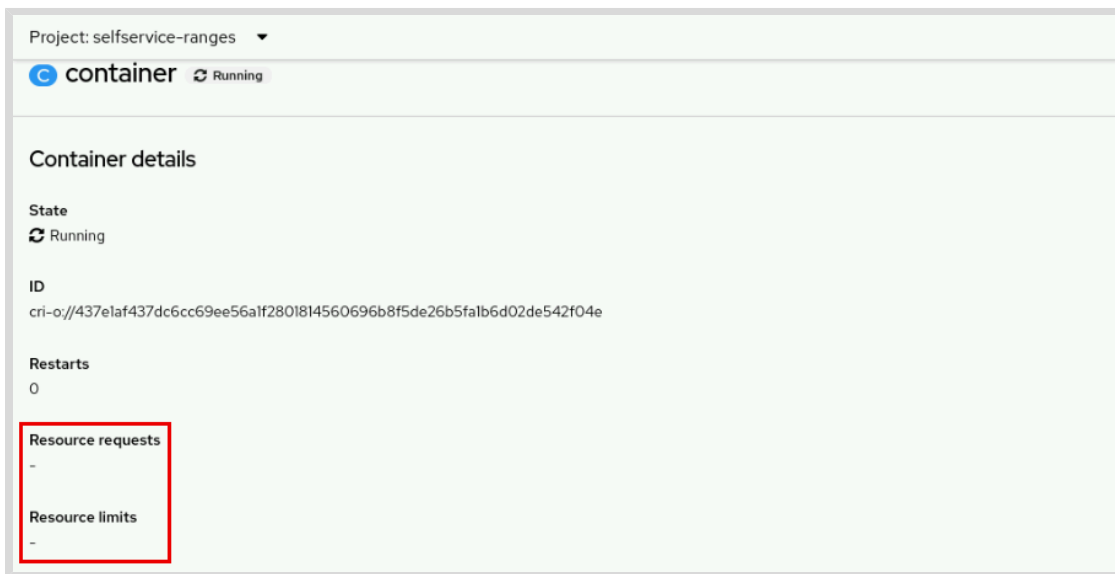 Project: selfservice-ranges
C container Running
Container details
State
Running
ID
cri-o://437e1af437dc6cc69ee56a1f2801814560696b8f5de26b5fa1b6d02de542f04e
Restarts
0
Resource requests
-
Resource limits
-